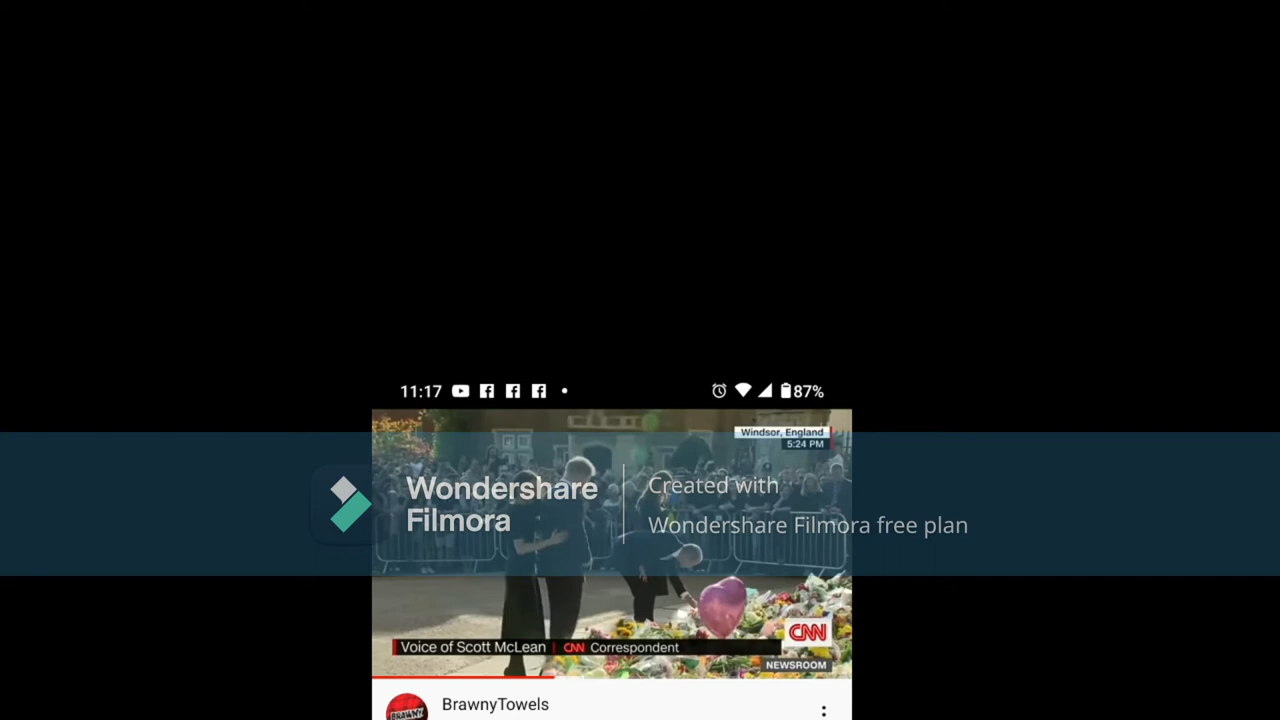 11:17
87%
Windsor, England
5:24 PM
Wondershare
Filmora
Created with
Wondershare Filmora free plan
CNN
Voice of Scott McLean CNN Correspondent
NEWSROOM
BrawnyTowels
BRAWNY